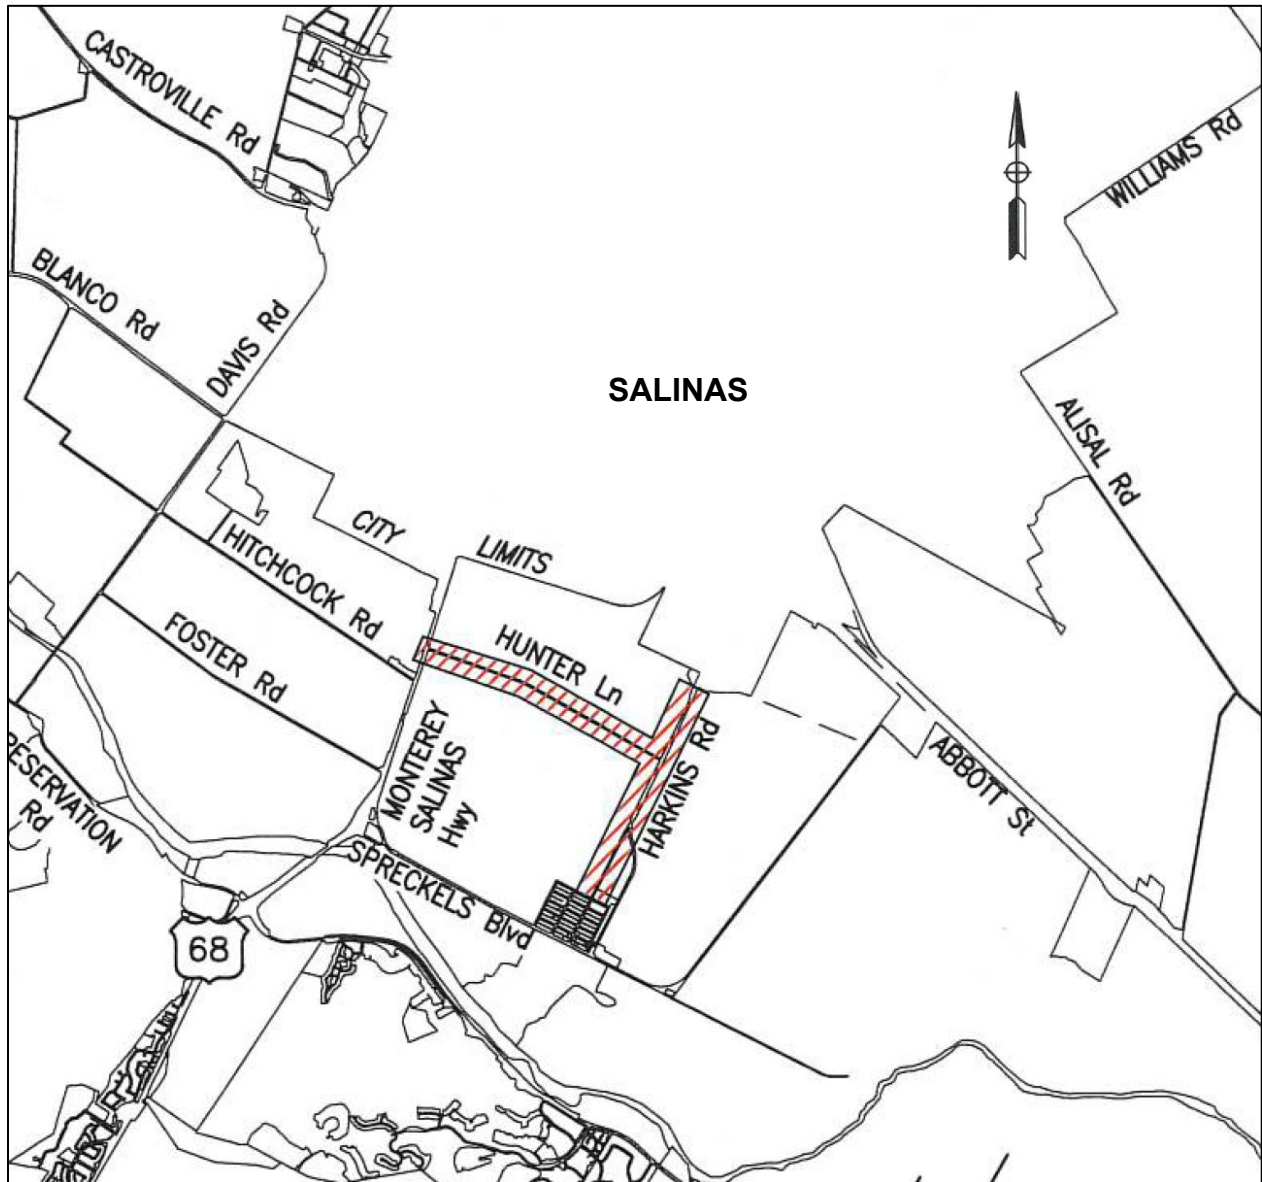 CASTROVILLE Rd
WILLIAMS Rd
BLANCO Rd
DAVIS Rd
SALINAS
ALISAL Rd
CITY LIMITS
HITCHCOCK Rd
HUNTER Ln
FOSTER Rd
MONTEREY
SALINAS
Hwy
HARKINS Rd
ABBOTT St
RESERVATION
Rd
SPRECKELS Blvd
68